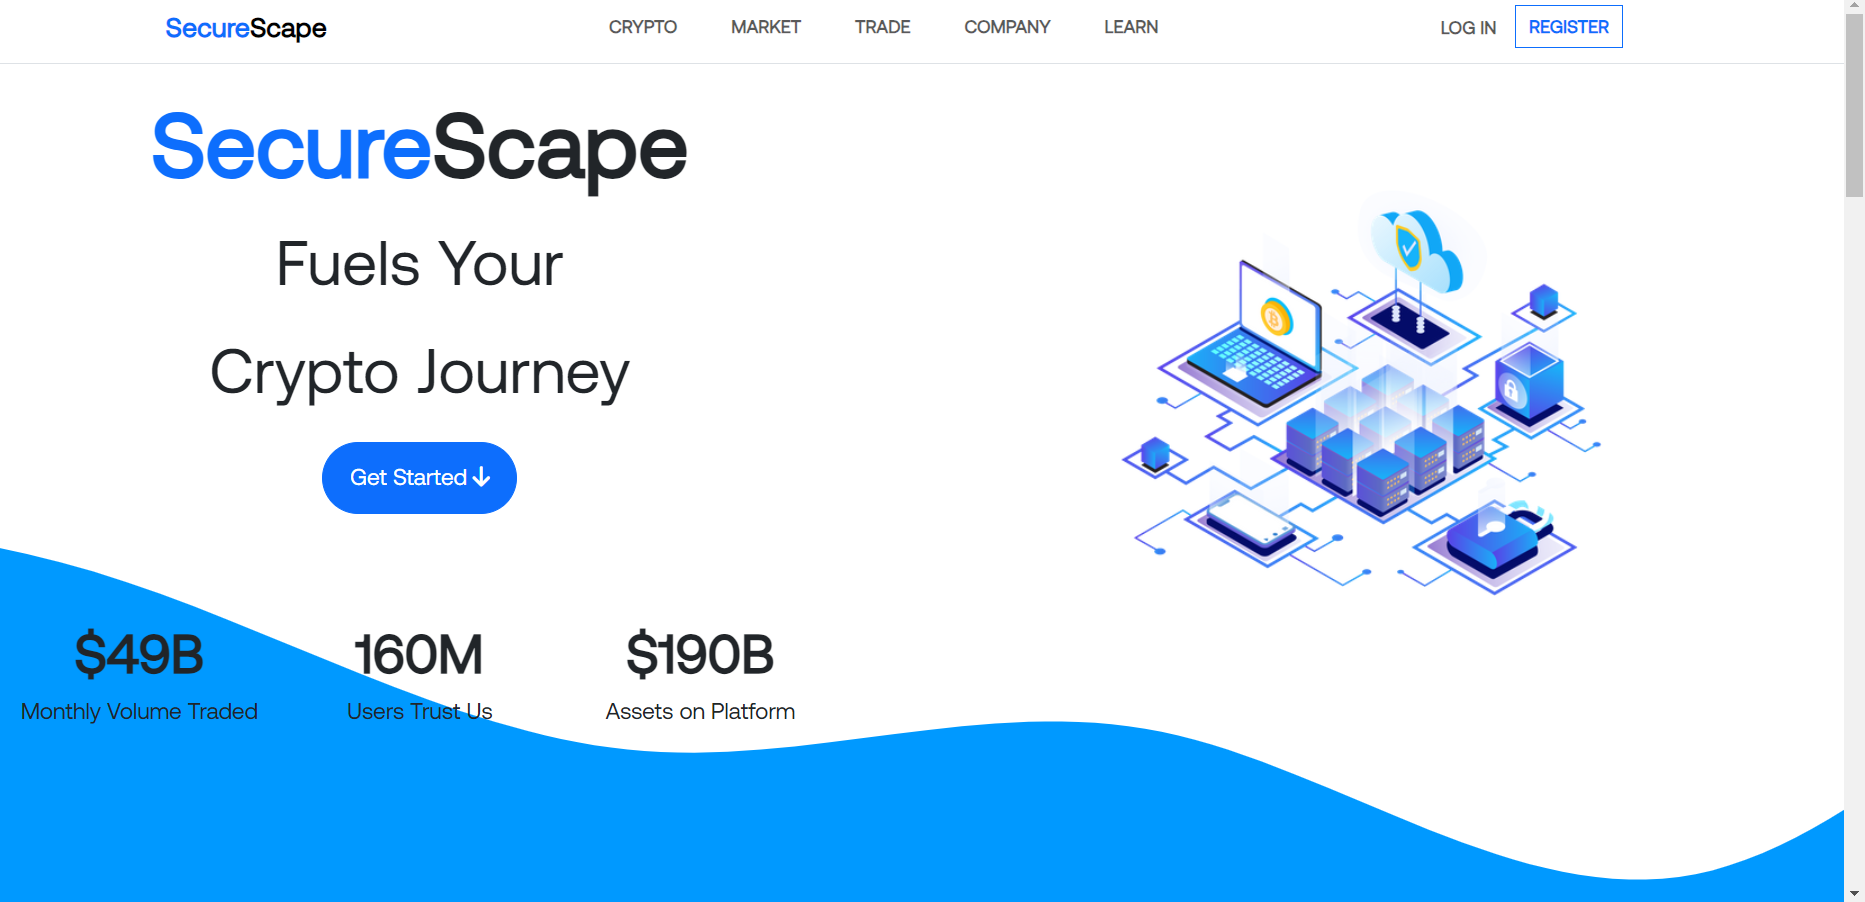 SecureScape
CRYPTO
MARKET
TRADE
COMPANY
LEARN
LOG IN
REGISTER
SecureScape
Fuels Your
Crypto Journey
Get Started
$49B
160M
$190B
Monthly Volume Traded
Users Trust Us
Assets on Platform